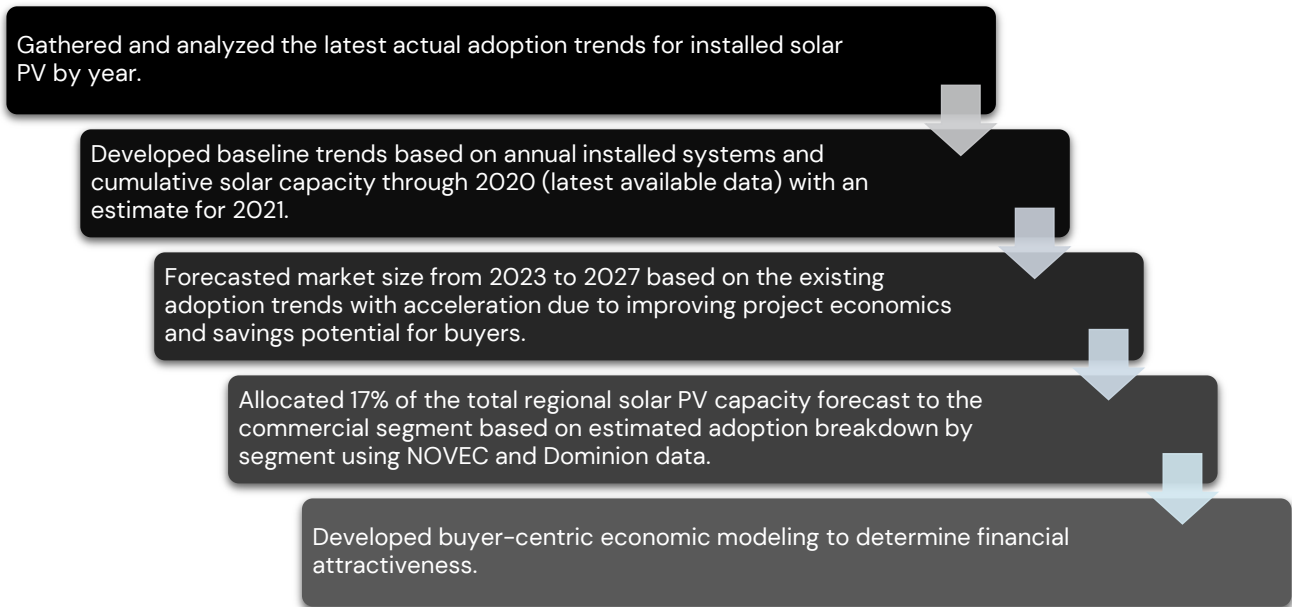 Gathered and analyzed the latest actual adoption trends for installed solar
PV by year.
Developed baseline trends based on annual installed systems and
cumulative solar capacity through 2020 (latest available data) with an
estimate for 2021.
Forecasted market size from 2023 to 2027 based on the existing
adoption trends with acceleration due to improving project economics
and savings potential for buyers.
Allocated 17% of the total regional solar PV capacity forecast to the
commercial segment based on estimated adoption breakdown by
segment using NOVEC and Dominion data.
Developed buyer-centric economic modeling to determine financial
attractiveness.